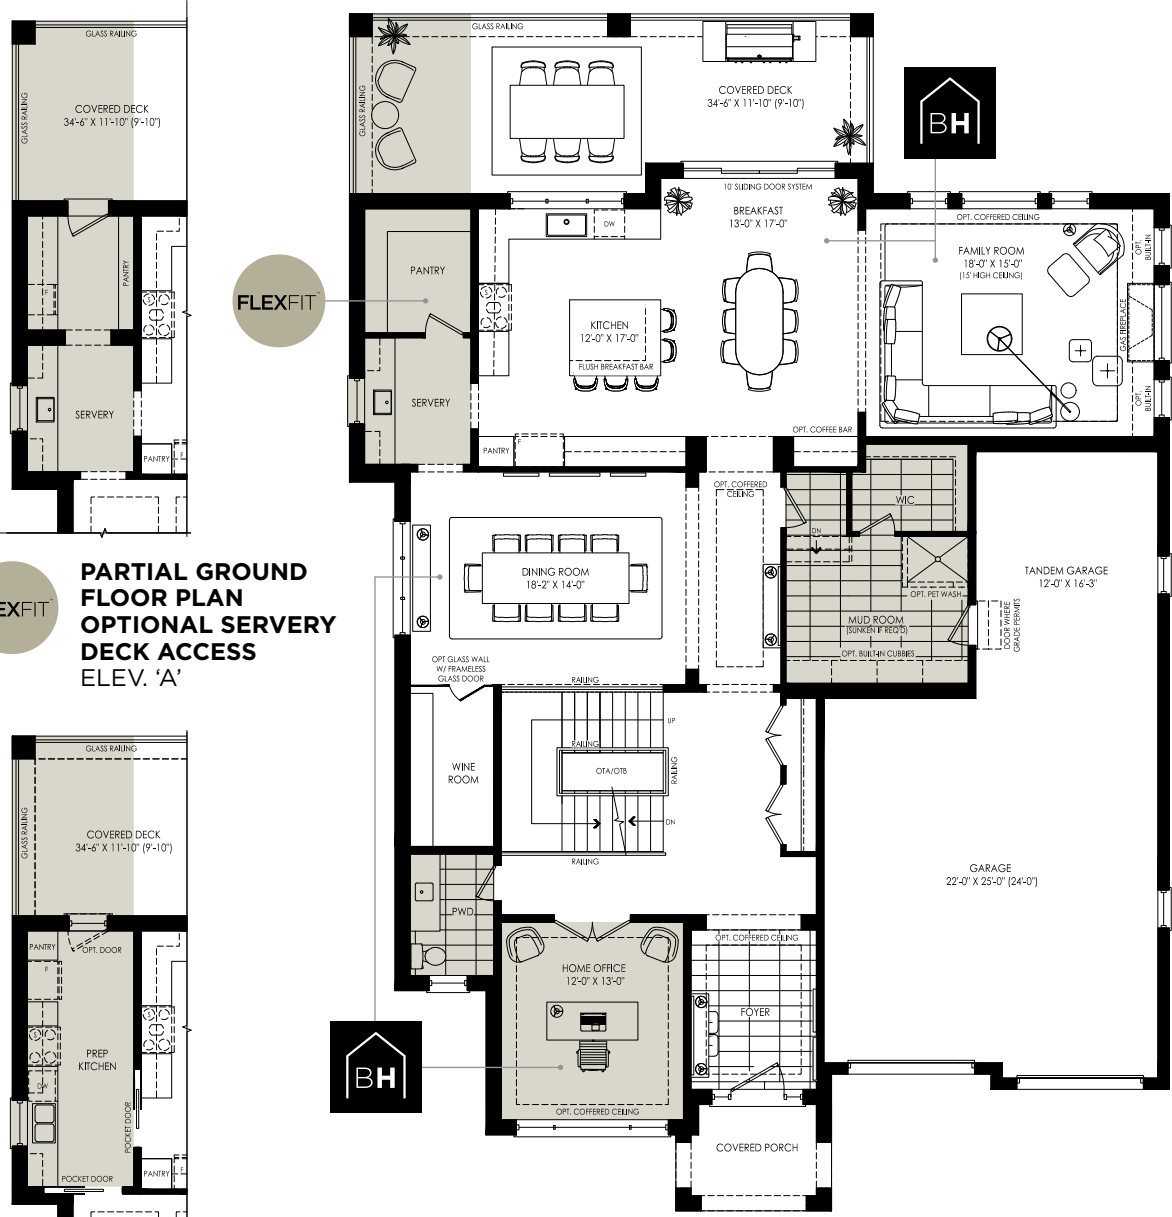 GLASS RAILING
GLASS RAILING
COVERED DECK
34'-6" X 11'-10" (9'-10")
PANTRY
F
SERVERY
PANTRY
F
EXFIT
PARTIAL GROUND
FLOOR PLAN
OPTIONAL SERVERY
DECK ACCESS
ELEV. 'A'
GLASS RAILING
GLASS RAILING
COVERED DECK
34'-6" X 11'-10" (9'-10")
PANTRY
OPT. DOOR
F
PREP
KITCHEN
DW
POCKET DOOR
POCKET DOOR
PANTRY
F
GLASS RAILING
GLASS RAILING
COVERED DECK
34'-6" X 11'-10" (9'-10")
BH
10' SLIDING DOOR SYSTEM
BREAKFAST
13'-0" X 17'-0"
DW
OPT. COFFERED CEILING
FAMILY ROOM
18'-0" X 15'-0"
(15' HIGH CEILING)
OPT.
BUILT-IN
GAS FIREPLACE
OPT.
BUILT-IN
FLEXFIT
PANTRY
KITCHEN
12'-0" X 17'-0"
FLUSH BREAKFAST BAR
SERVERY
OPT. COFFEE BAR
PANTRY
F
OPT. COFFERED
CEILING
WIC
DN
DINING ROOM
18'-2" X 14'-0"
OPT. PET WASH
MUD ROOM
(SUNKEN IF REQ'D)
OPT. BUILT-IN CUBBIES
TANDEM GARAGE
12'-0" X 16'-3"
DOOR WHERE
GRADE PERMITS
OPT GLASS WALL
W/ FRAMELESS
GLASS DOOR
RAILING
UP
RAILING
OTA/OTB
RAILING
WINE
ROOM
DN
RAILING
GARAGE
22'-0" X 25'-0" (24'-0")
PWD.
HOME OFFICE
12'-0" X 13'-0"
OPT. COFFERED CEILING
OPT. COFFERED CEILING
FOYER
BH
COVERED PORCH